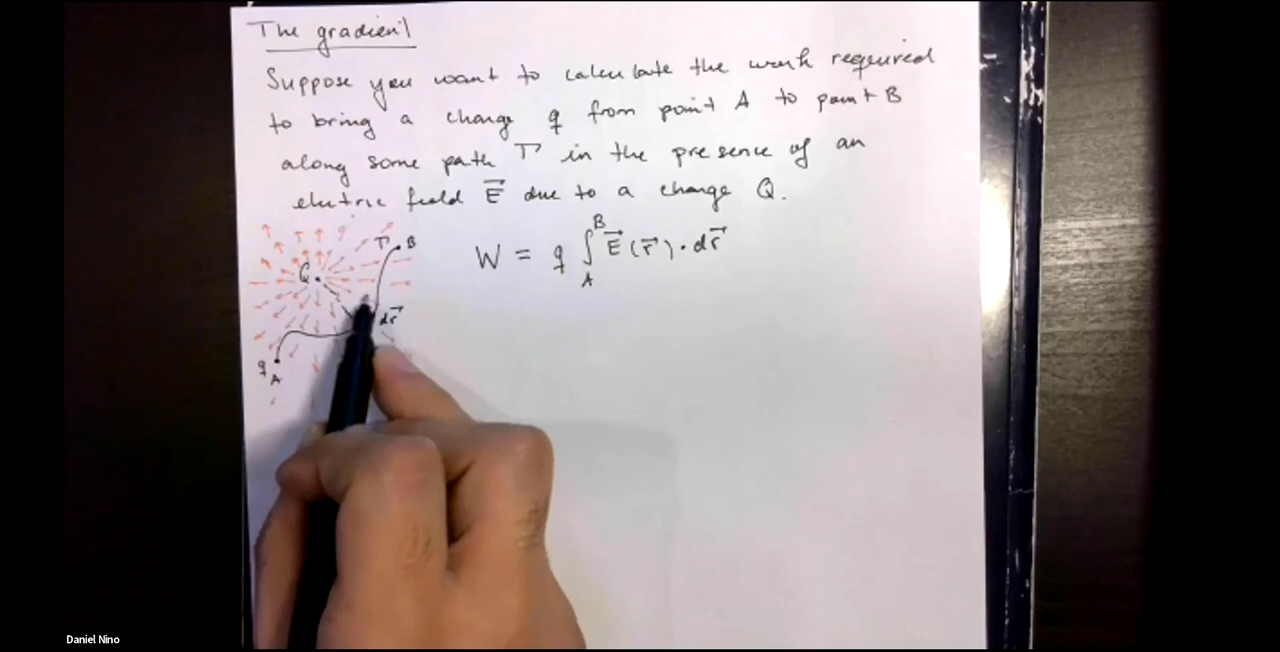 The gradient
Suppose you want to calculate the work required
to bring a charge q from point A to point B
along some path Γ in the presence of an
electric field E⃗ due to a charge Q.
W = q ∫_A^B E⃗(r⃗) · dr⃗
Γ B
Q
dr⃗
q
A
Daniel Nino